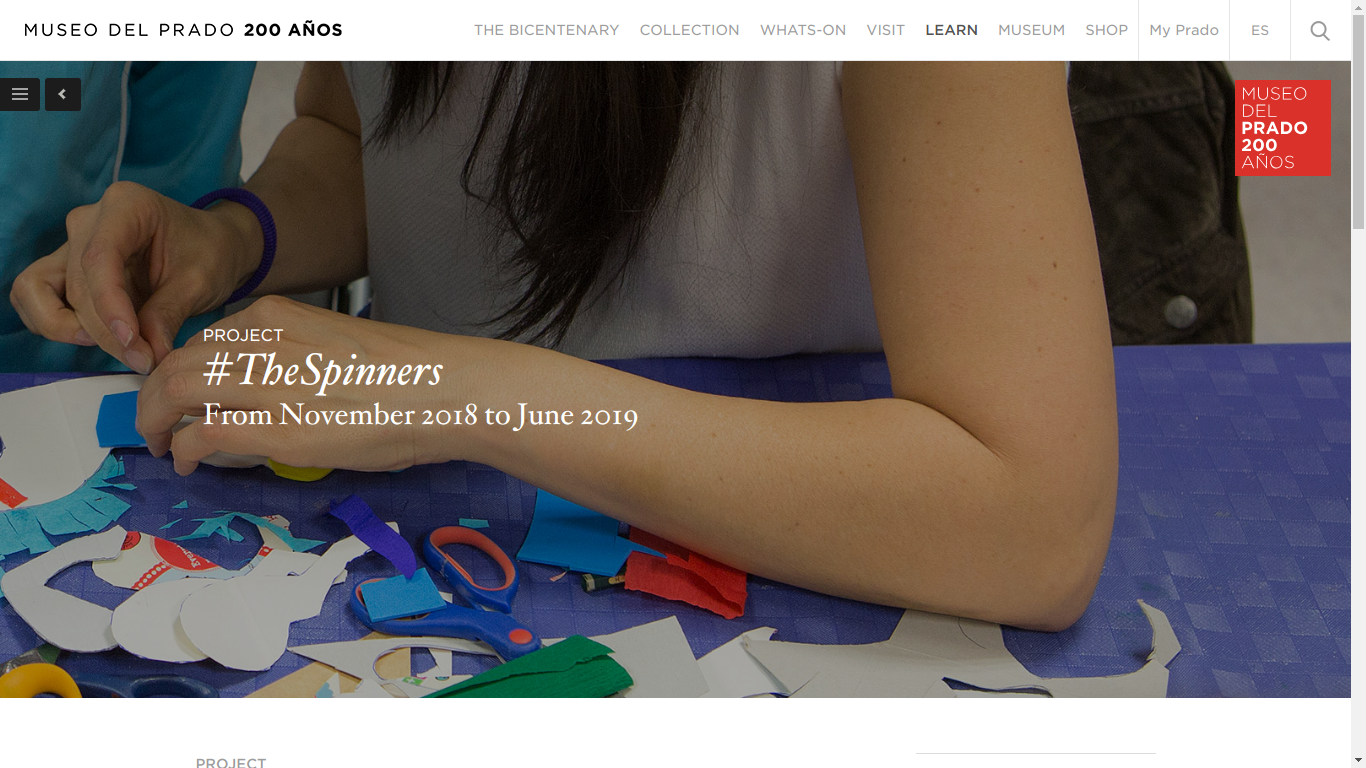 MUSEO DEL PRADO 200 AÑOS
THE BICENTENARY COLLECTION WHATS-ON VISIT LEARN MUSEUM SHOP My Prado ES
MUSEO
DEL
PRADO
200
AÑOS
PROJECT
#TheSpinners
From November 2018 to June 2019
PROJECT